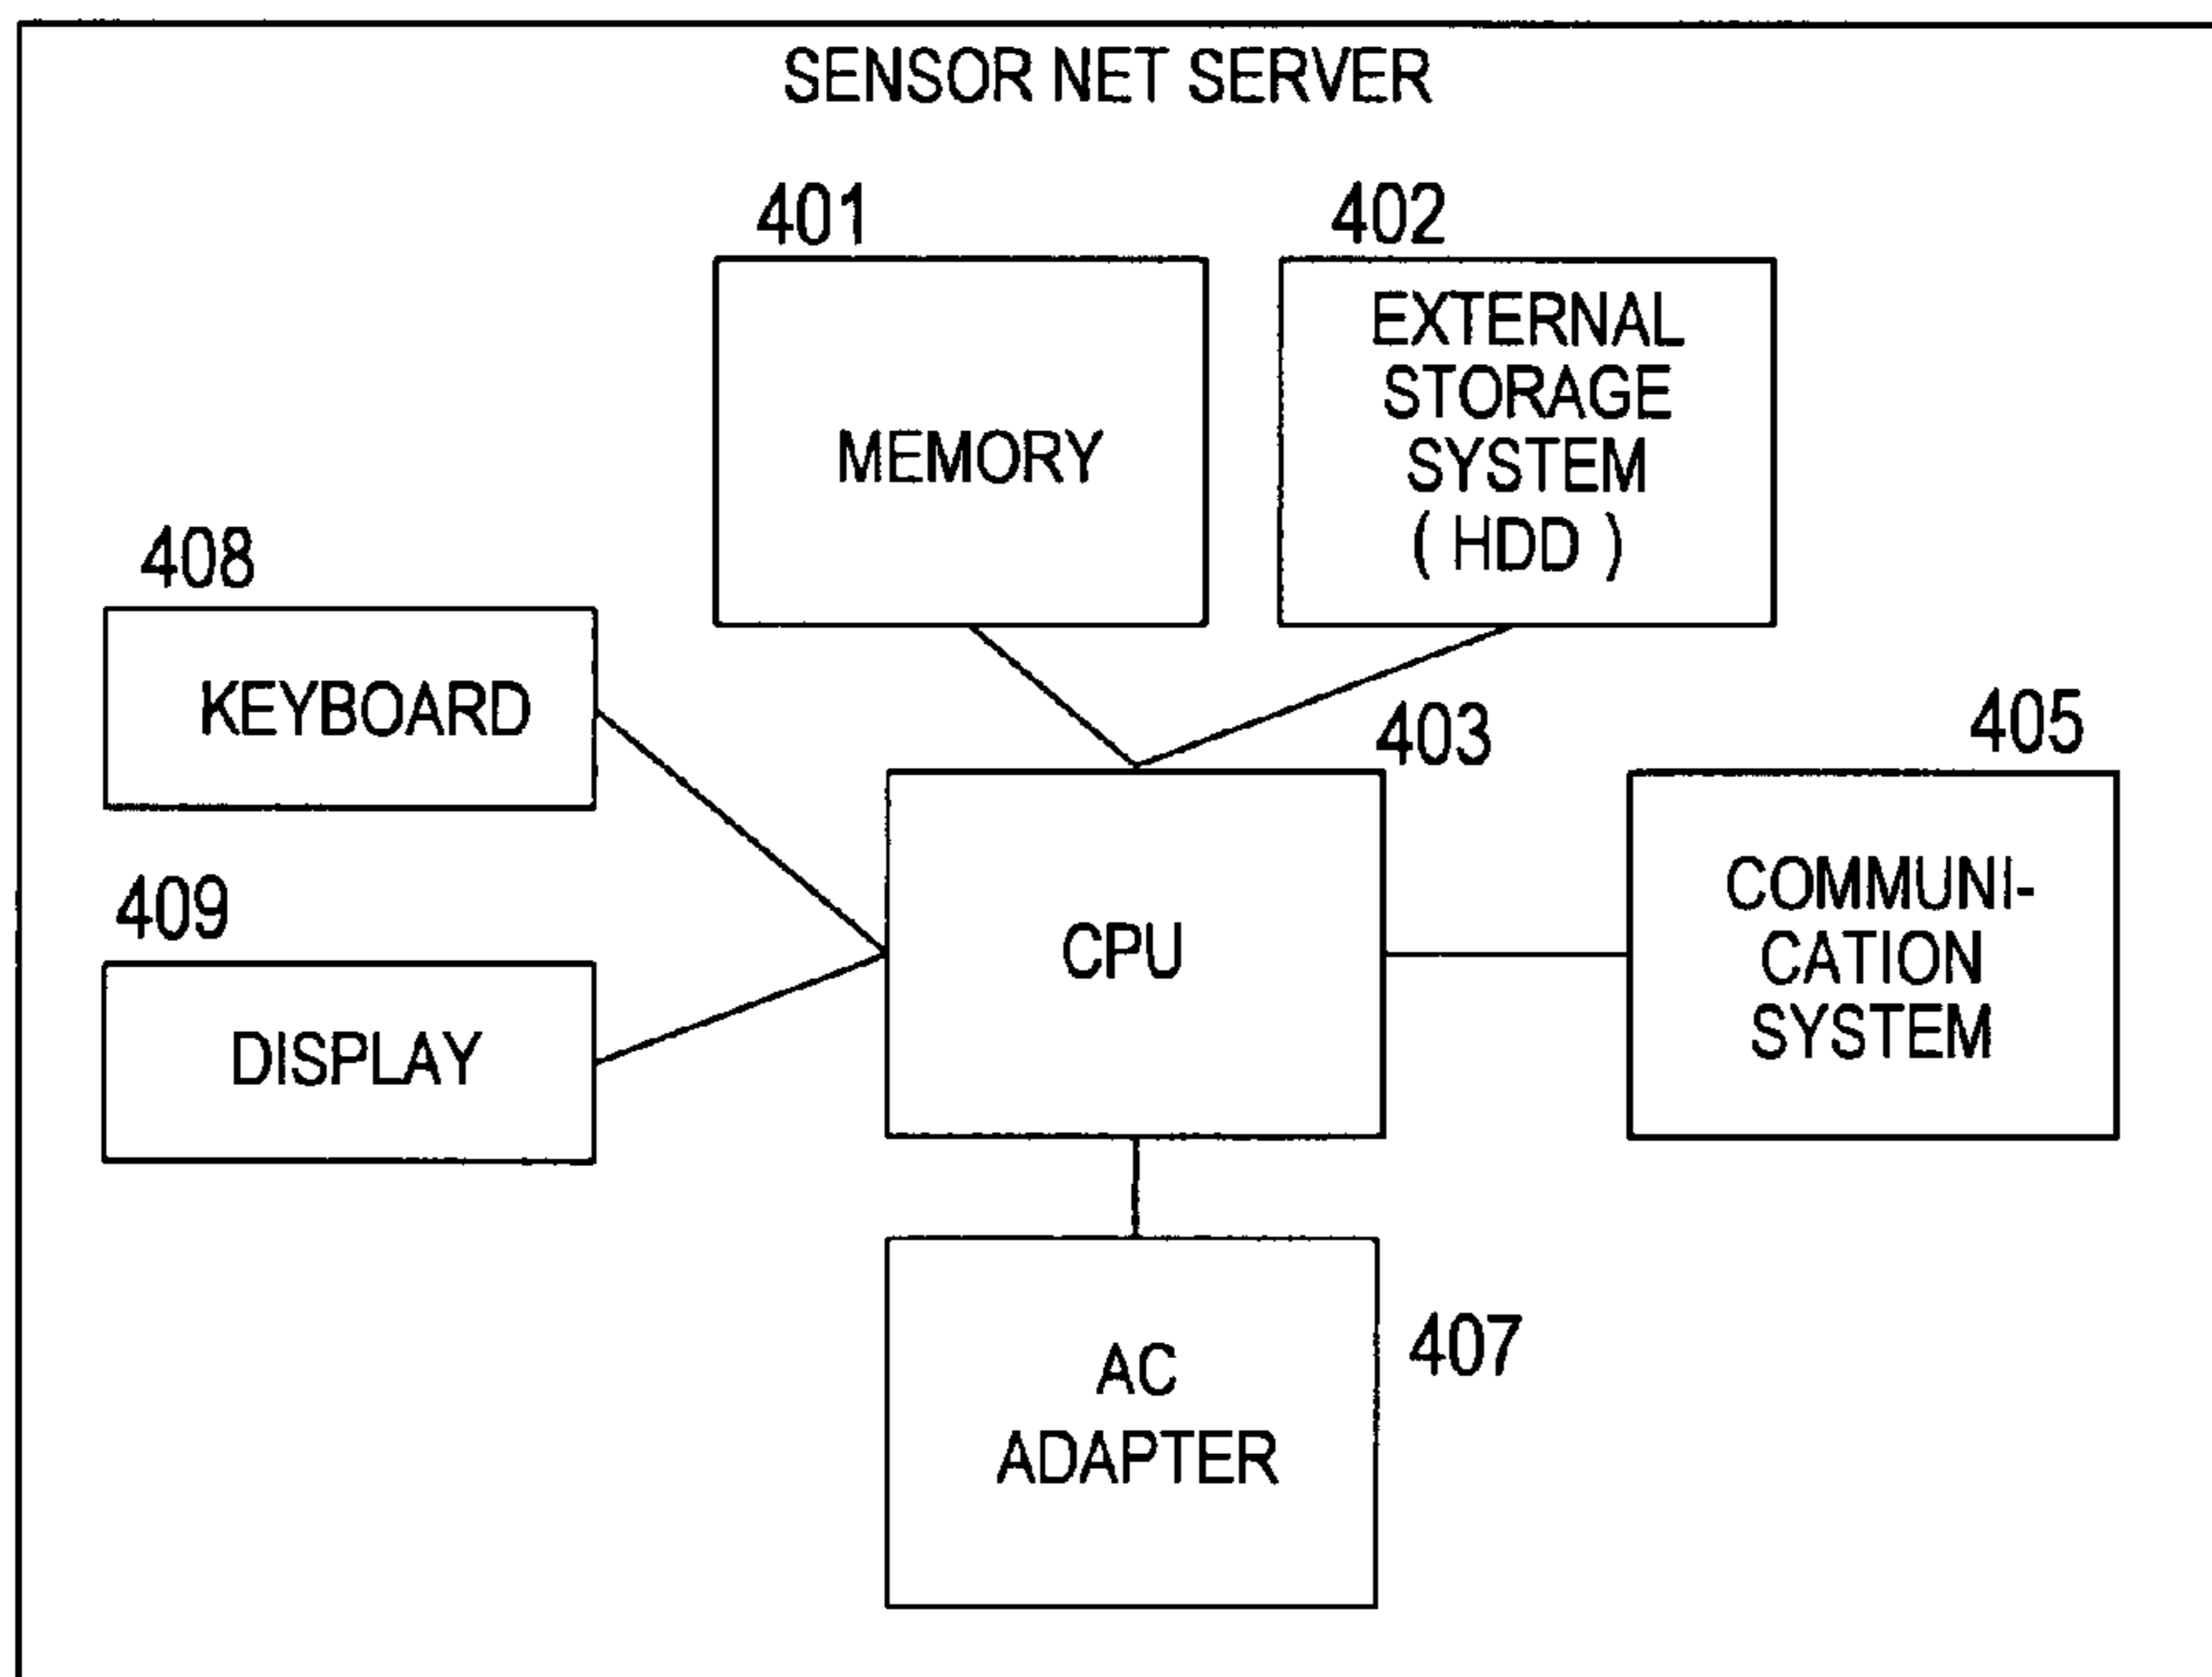 SENSOR NET SERVER
401
402
MEMORY
EXTERNAL
STORAGE
SYSTEM
( HDD )
408
KEYBOARD
403
405
409
DISPLAY
CPU
COMMUNI-
CATION
SYSTEM
407
AC
ADAPTER